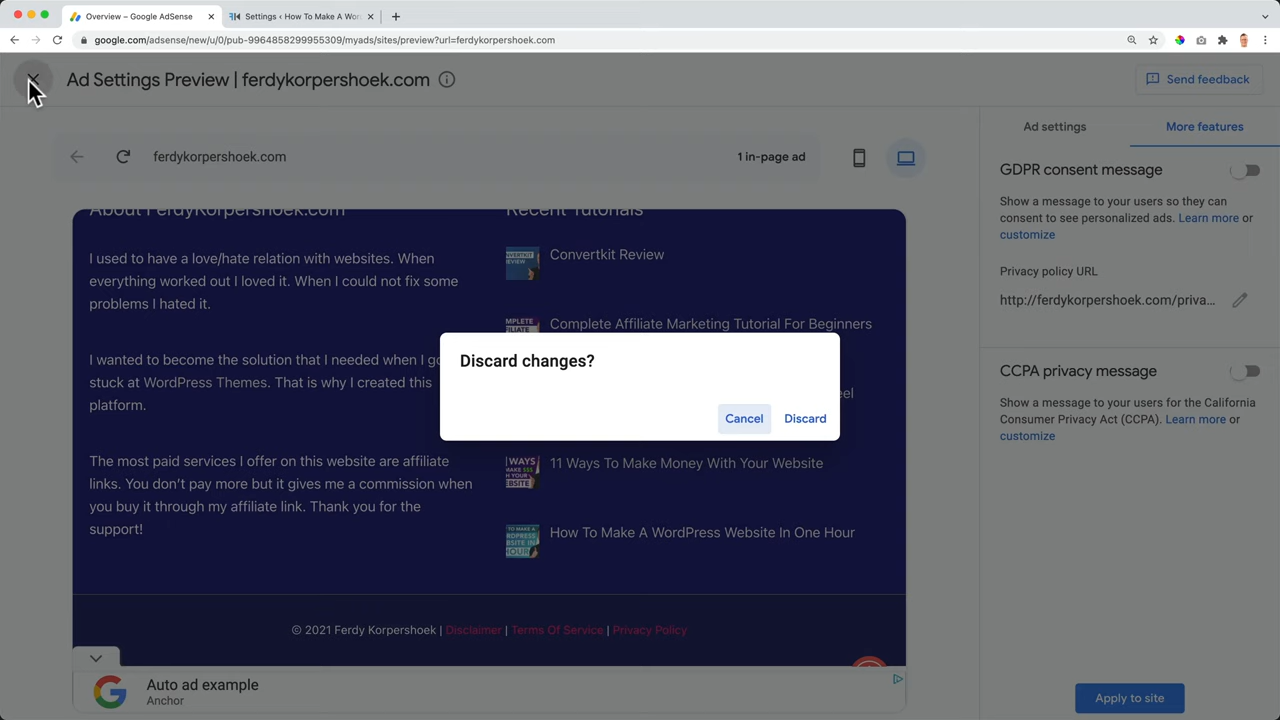 Overview – Google AdSense
Settings ‹ How To Make A Wor
google.com/adsense/new/u/0/pub-9964858299955309/myads/sites/preview?url=ferdykorpershoek.com
Ad Settings Preview | ferdykorpershoek.com
Send feedback
ferdykorpershoek.com
1 in-page ad
Ad settings
More features
GDPR consent message
Show a message to your users so they can
consent to see personalized ads. Learn more or
customize
Privacy policy URL
http://ferdykorpershoek.com/priva...
CCPA privacy message
Show a message to your users for the California
Consumer Privacy Act (CCPA). Learn more or
customize
Apply to site
About FerdyKorpershoek.com
I used to have a love/hate relation with websites. When
everything worked out I loved it. When I could not fix some
problems I hated it.
I wanted to become the solution that I needed when I go
stuck at WordPress Themes. That is why I created this
platform.
The most paid services I offer on this website are affiliate
links. You don't pay more but it gives me a commission when
you buy it through my affiliate link. Thank you for the
support!
Recent Tutorials
Convertkit Review
Complete Affiliate Marketing Tutorial For Beginners
eel
11 Ways To Make Money With Your Website
How To Make A WordPress Website In One Hour
Discard changes?
Cancel
Discard
© 2021 Ferdy Korpershoek | Disclaimer | Terms Of Service | Privacy Policy
Auto ad example
Anchor